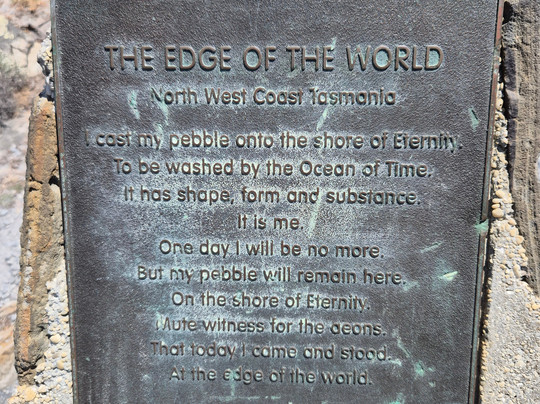 THE EDGE OF THE WORLD
North West Coast Tasmania
I cast my pebble onto the shore of Eternity.
To be washed by the Ocean of Time.
It has shape, form and substance.
It is me.
One day I will be no more.
But my pebble will remain here.
On the shore of Eternity.
Mute witness for the aeons.
That today I came and stood.
At the edge of the world.